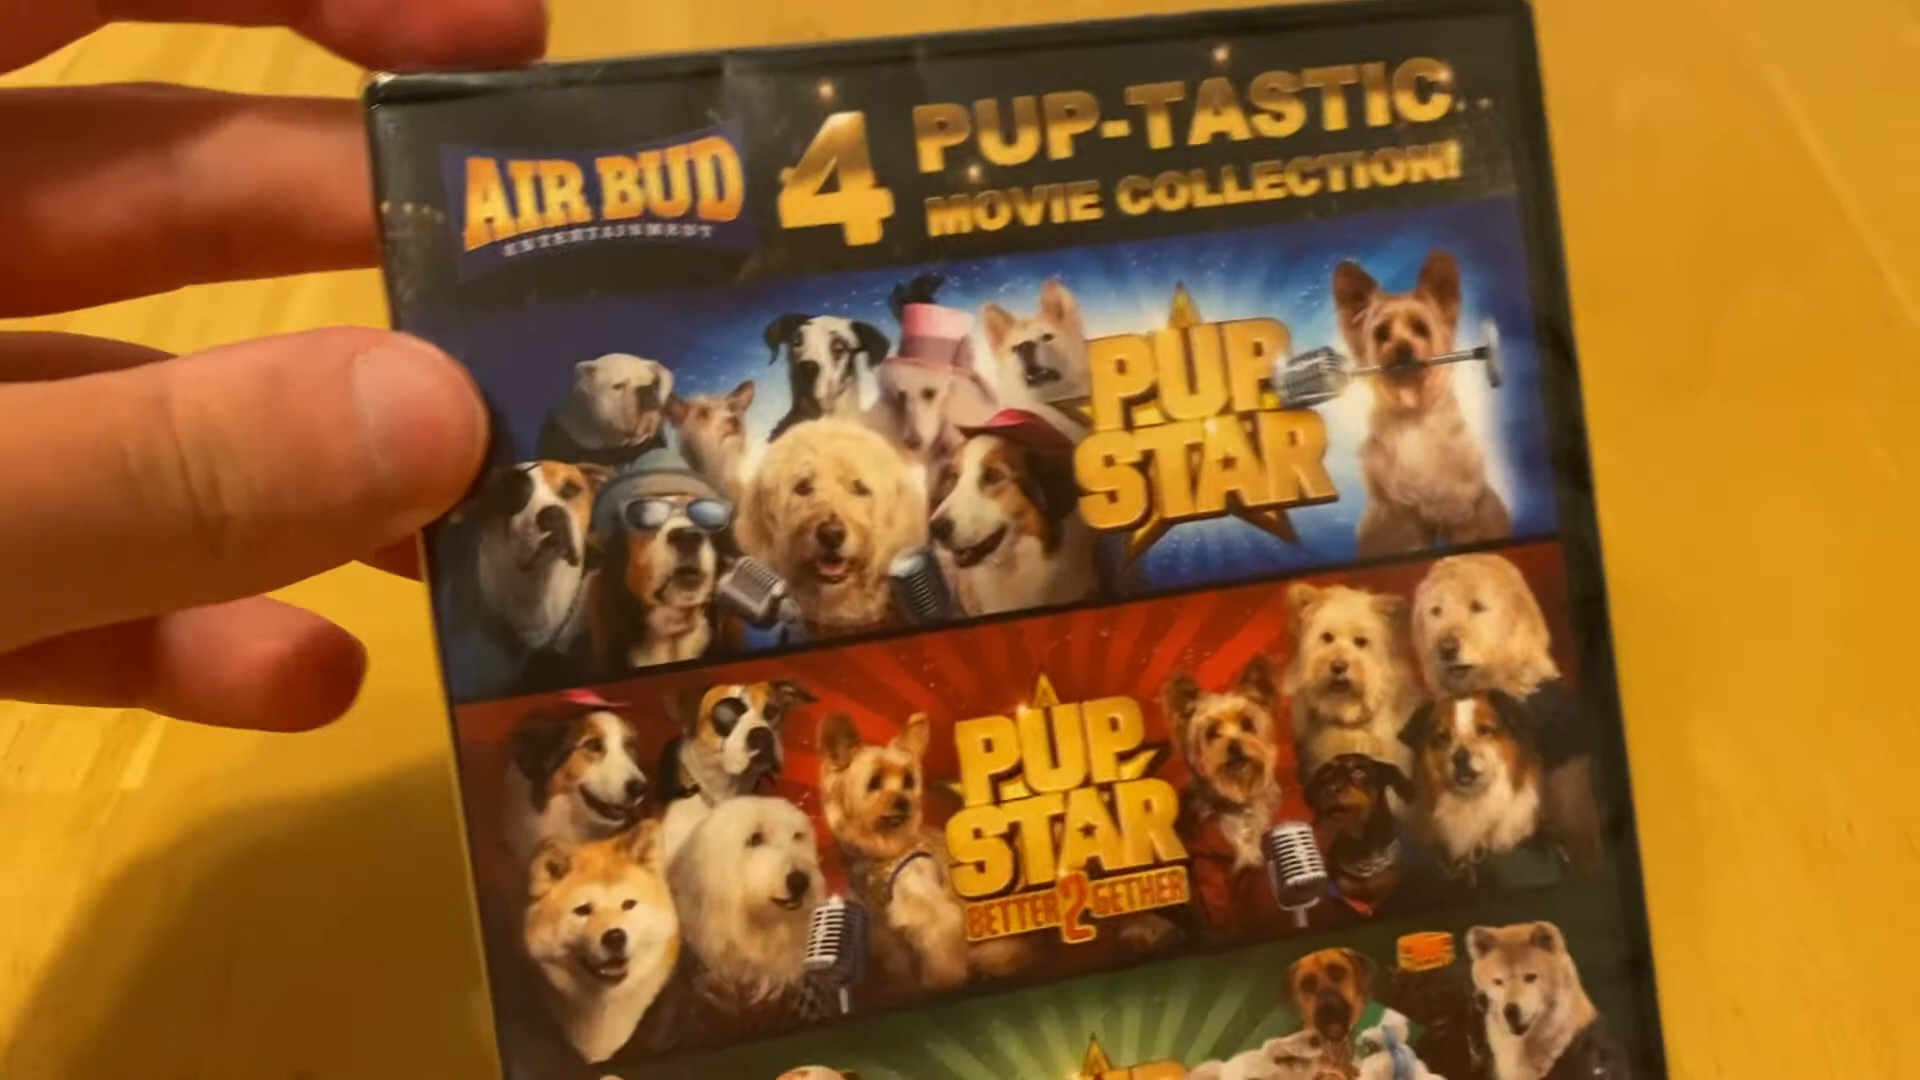 AIR BUD
ENTERTAINMENT
4 PUP-TASTIC
MOVIE COLLECTION!
PUP
STAR
PUP
STAR
BETTER 2 GETHER